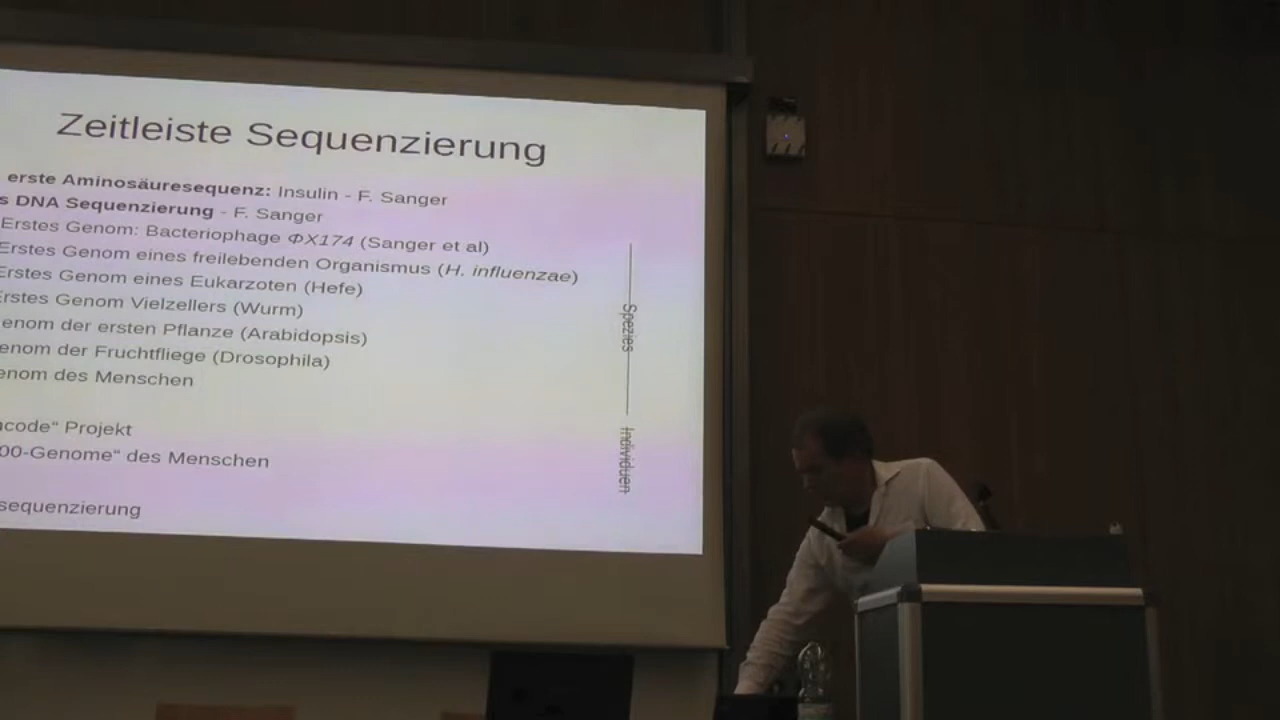 Zeitleiste Sequenzierung
erste Aminosäuresequenz: Insulin - F. Sanger
s DNA Sequenzierung - F. Sanger
Erstes Genom: Bacteriophage ΦX174 (Sanger et al)
Erstes Genom eines freilebenden Organismus (H. influenzae)
Erstes Genom eines Eukarzoten (Hefe)
Erstes Genom Vielzellers (Wurm)
enom der ersten Pflanze (Arabidopsis)
enom der Fruchtfliege (Drosophila)
enom des Menschen
ncode“ Projekt
00-Genome“ des Menschen
sequenzierung
Spezies
Individuen